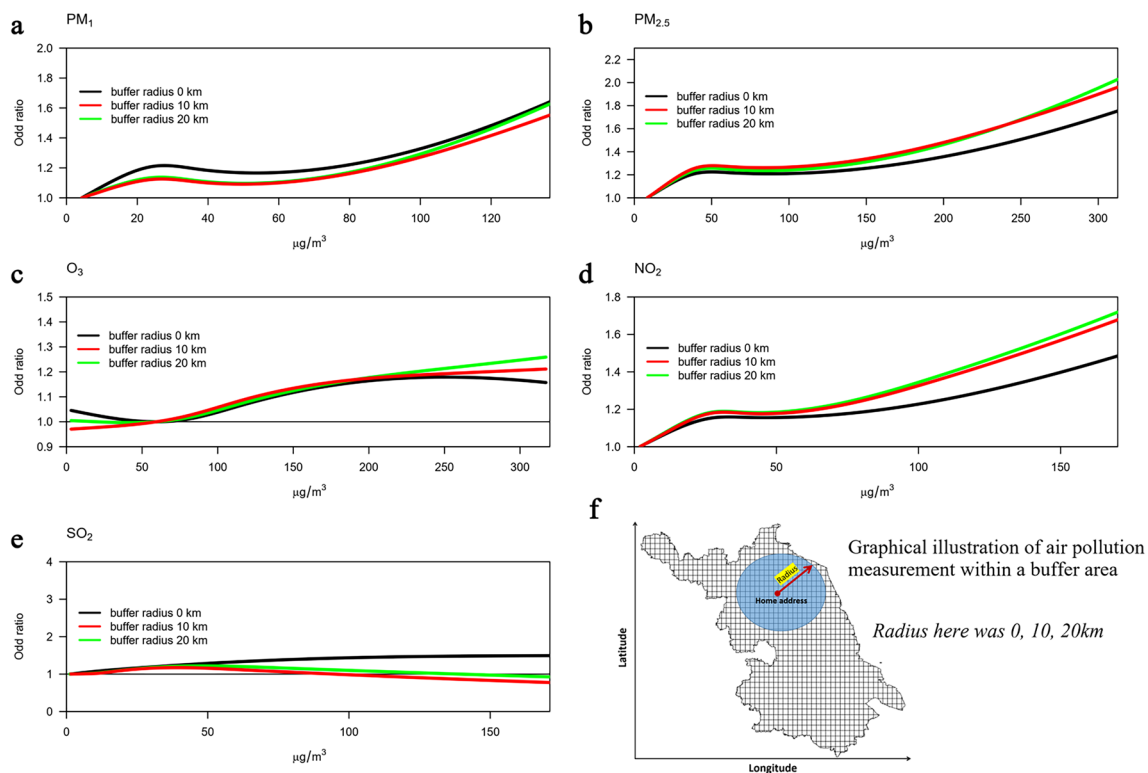 a
PM1
2.0
1.8
1.6
1.4
1.2
1.0
Odd ratio
buffer radius 0 km
buffer radius 10 km
buffer radius 20 km
0 20 40 60 80 100 120
μg/m³
b
PM2.5
2.2
2.0
1.8
1.6
1.4
1.2
1.0
Odd ratio
buffer radius 0 km
buffer radius 10 km
buffer radius 20 km
0 50 100 150 200 250 300
μg/m³
c
O3
1.5
1.4
1.3
1.2
1.1
1.0
0.9
Odd ratio
buffer radius 0 km
buffer radius 10 km
buffer radius 20 km
0 50 100 150 200 250 300
μg/m³
d
NO2
1.8
1.6
1.4
1.2
1.0
Odd ratio
buffer radius 0 km
buffer radius 10 km
buffer radius 20 km
0 50 100 150
μg/m³
e
SO2
4
3
2
1
0
Odd ratio
buffer radius 0 km
buffer radius 10 km
buffer radius 20 km
0 50 100 150
μg/m³
f
Latitude
Radius
Home address
Longitude
Graphical illustration of air pollution
measurement within a buffer area
Radius here was 0, 10, 20km